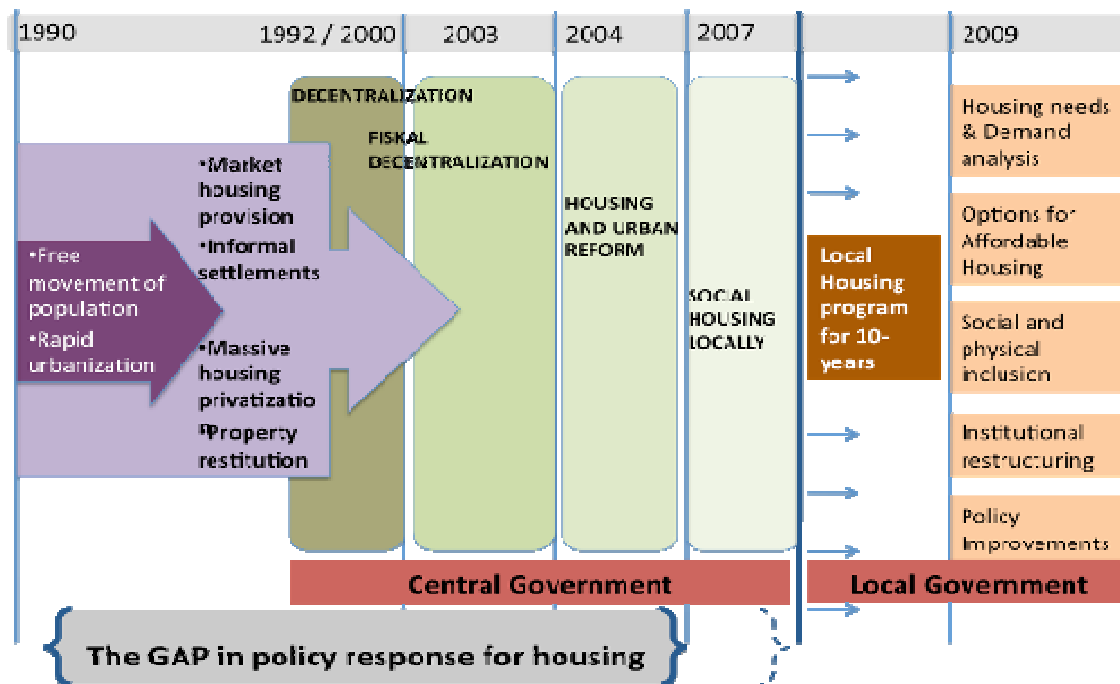 1990
1992 / 2000
2003
2004
2007
2009
DECENTRALIZATION
FISKAL
DECENTRALIZATION
HOUSING
AND URBAN
REFORM
SOCIAL
HOUSING
LOCALLY
•Free
movement of
population
•Rapid
urbanization
•Market
housing
provision
•Informal
settlements
•Massive
housing
privatizatio
n
•Property
restitution
Local
Housing
program
for 10-
years
Housing needs
& Demand
analysis
Options for
Affordable
Housing
Social and
physical
inclusion
Institutional
restructuring
Policy
Improvements
Central Government
Local Government
The GAP in policy response for housing